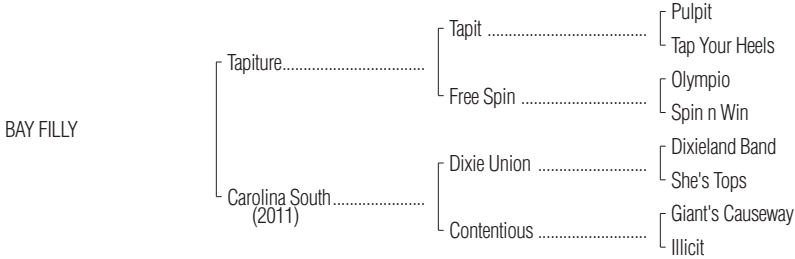 Pulpit
Tapit ................................
Tap Your Heels
Tapiture............................
Olympio
Free Spin .........................
Spin n Win
BAY FILLY
Dixieland Band
Dixie Union ......................
She's Tops
Carolina South..................
(2011)
Giant's Causeway
Contentious ......................
Illicit